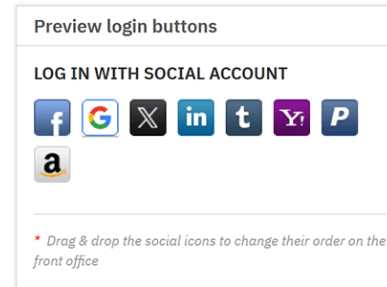 Preview login buttons
LOG IN WITH SOCIAL ACCOUNT
f G X in t Y! P
a
* Drag & drop the social icons to change their order on the
front office